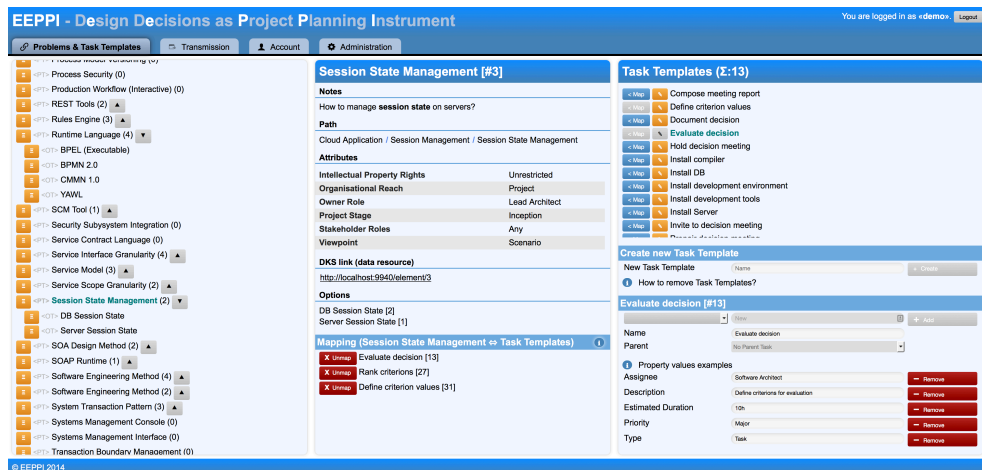 EEPPI - Design Decisions as Project Planning Instrument
You are logged in as «demo». Logout
Problems & Task Templates
Transmission
Account
Administration
<PT> Process Model Versioning (0)
<PT> Process Security (0)
<PT> Production Workflow (Interactive) (0)
<PT> REST Tools (2)
<PT> Rules Engine (3)
<PT> Runtime Language (4)
<OT> BPEL (Executable)
<OT> BPMN 2.0
<OT> CMMN 1.0
<OT> YAWL
<PT> SCM Tool (1)
<PT> Security Subsystem Integration (0)
<PT> Service Contract Language (0)
<PT> Service Interface Granularity (4)
<PT> Service Model (3)
<PT> Service Scope Granularity (2)
<PT> Session State Management (2)
<OT> DB Session State
<OT> Server Session State
<PT> SOA Design Method (2)
<PT> SOAP Runtime (1)
<PT> Software Engineering Method (4)
<PT> Software Engineering Method (2)
<PT> System Transaction Pattern (3)
<PT> Systems Management Console (0)
<PT> Systems Management Interface (0)
<PT> Transaction Boundary Management (0)
Session State Management [#3]
Notes
How to manage session state on servers?
Path
Cloud Application / Session Management / Session State Management
Attributes
Intellectual Property Rights Unrestricted
Organisational Reach Project
Owner Role Lead Architect
Project Stage Inception
Stakeholder Roles Any
Viewpoint Scenario
DKS link (data resource)
http://localhost:9940/element/3
Options
DB Session State [2]
Server Session State [1]
Mapping (Session State Management ⇔ Task Templates)
X Unmap Evaluate decision [13]
X Unmap Rank criterions [27]
X Unmap Define criterion values [31]
Task Templates (Σ:13)
< Map Compose meeting report
< Map Define criterion values
< Map Document decision
< Map Evaluate decision
< Map Hold decision meeting
< Map Install compiler
< Map Install DB
< Map Install development environment
< Map Install development tools
< Map Install Server
< Map Invite to decision meeting
Create new Task Template
New Task Template Name + Create
How to remove Task Templates?
Evaluate decision [#13]
New + Add
Name Evaluate decision
Parent No Parent Task
Property values examples
Assignee Software Architect − Remove
Description Define criterions for evaluation − Remove
Estimated Duration 10h − Remove
Priority Major − Remove
Type Task − Remove
© EEPPI 2014